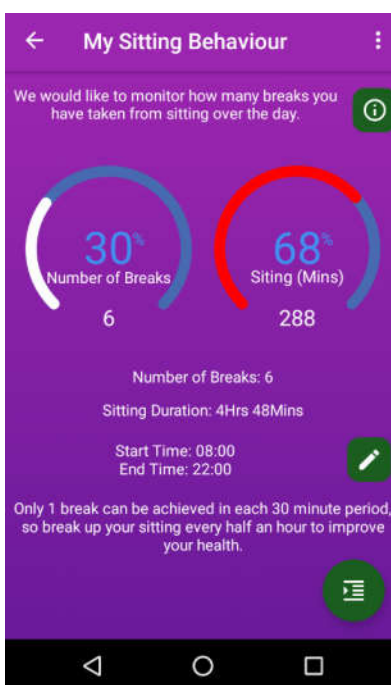 My Sitting Behaviour
We would like to monitor how many breaks you
have taken from sitting over the day.
30%
Number of Breaks
6
68%
Siting (Mins)
288
Number of Breaks: 6
Sitting Duration: 4Hrs 48Mins
Start Time: 08:00
End Time: 22:00
Only 1 break can be achieved in each 30 minute period,
so break up your sitting every half an hour to improve
your health.